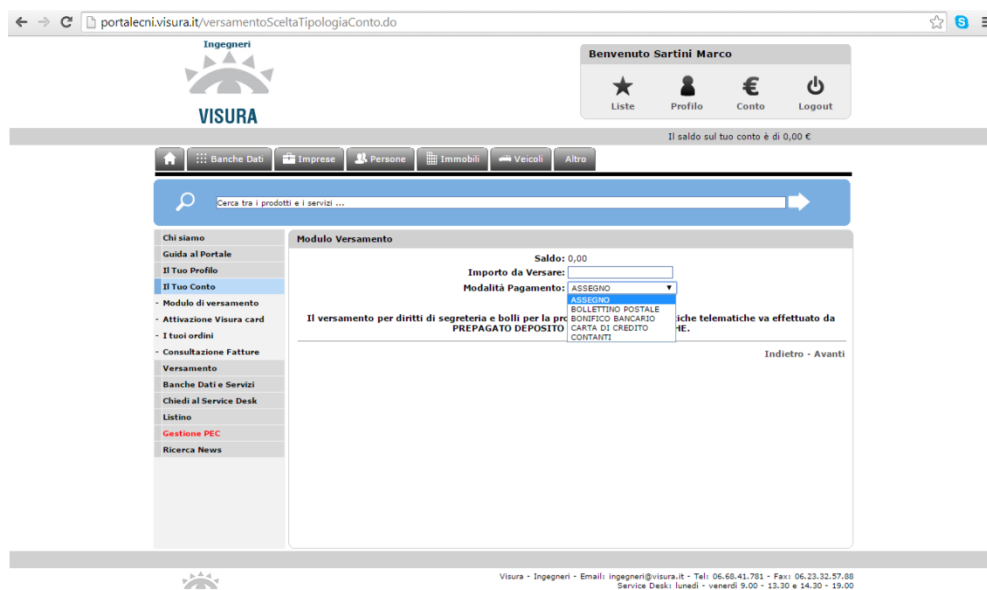 portalecni.visura.it/versamentoSceltaTipologiaConto.do
Ingegneri
VISURA
Benvenuto Sartini Marco
Liste Profilo Conto Logout
Il saldo sul tuo conto è di 0,00 €
Banche Dati Imprese Persone Immobili Veicoli Altro
Cerca tra i prodotti e i servizi ...
Chi siamo
Guida al Portale
Il Tuo Profilo
Il Tuo Conto
- Modulo di versamento
- Attivazione Visura card
- I tuoi ordini
- Consultazione Fatture
Versamento
Banche Dati e Servizi
Chiedi al Service Desk
Listino
Gestione PEC
Ricerca News
Modulo Versamento
Saldo: 0,00
Importo da Versare:
Modalità Pagamento: ASSEGNO
ASSEGNO
BOLLETTINO POSTALE
BONIFICO BANCARIO
CARTA DI CREDITO
CONTANTI
Il versamento per diritti di segreteria e bolli per la iche telematiche va effettuato da
PREPAGATO DEPOSITO HE.
Indietro - Avanti
Visura - Ingegneri - Email: ingegneri@visura.it - Tel: 06.68.41.781 - Fax: 06.23.32.57.88
Service Desk: lunedì - venerdì 9.00 - 13.30 e 14.30 - 19.00